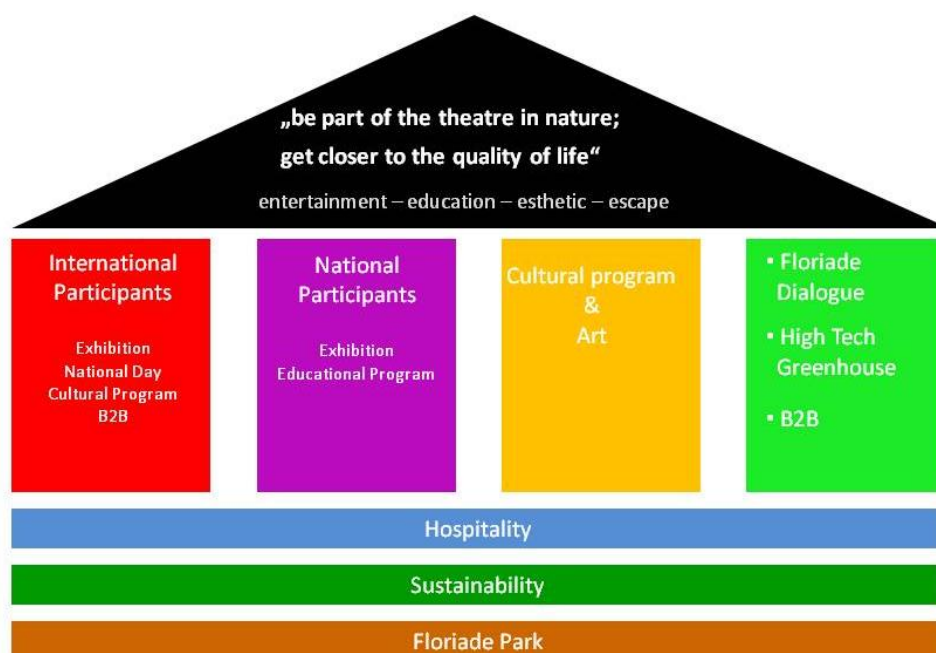 „be part of the theatre in nature;
get closer to the quality of life“
entertainment – education – esthetic – escape
International
Participants
Exhibition
National Day
Cultural Program
B2B
National
Participants
Exhibition
Educational Program
Cultural program
&
Art
▪ Floriade
Dialogue
▪ High Tech
Greenhouse
▪ B2B
Hospitality
Sustainability
Floriade Park